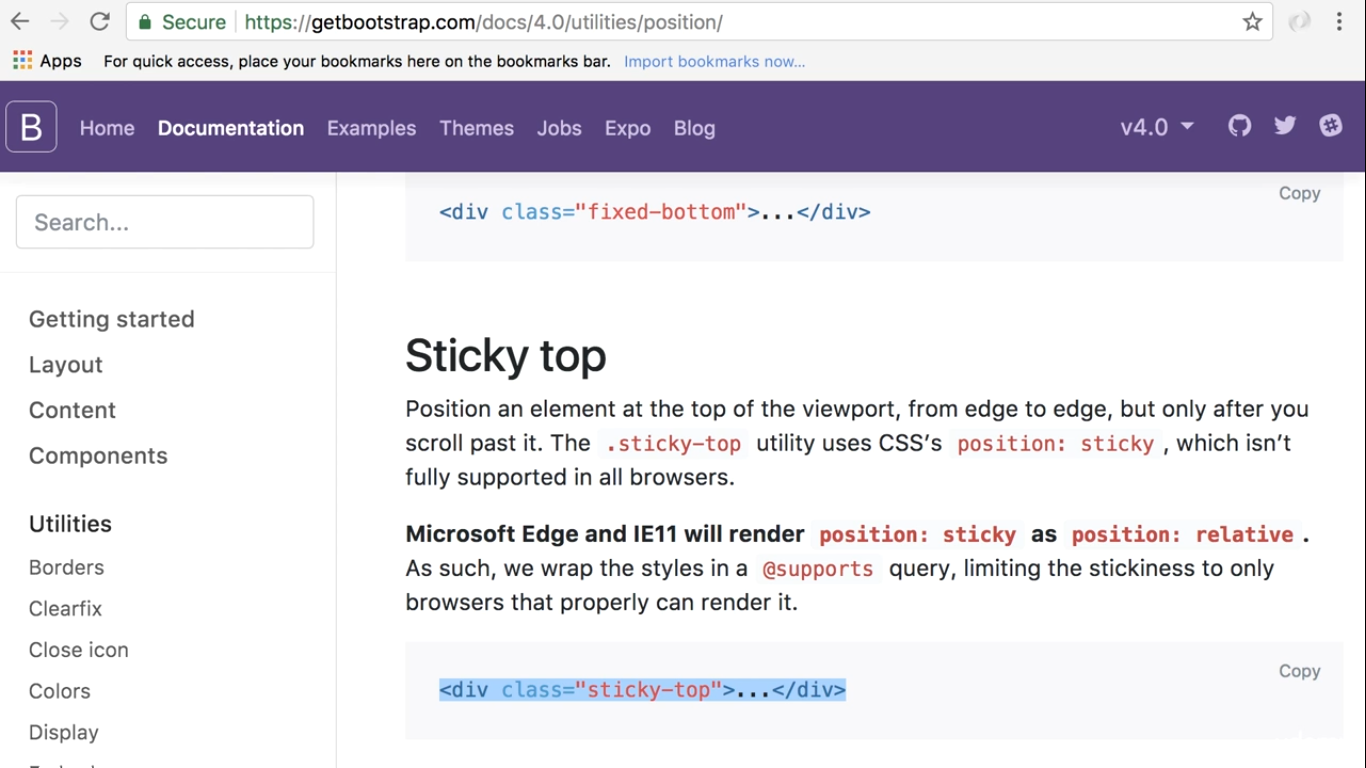 Secure https://getbootstrap.com/docs/4.0/utilities/position/
Apps For quick access, place your bookmarks here on the bookmarks bar. Import bookmarks now...
B Home Documentation Examples Themes Jobs Expo Blog v4.0
Search...
Getting started
Layout
Content
Components
Utilities
Borders
Clearfix
Close icon
Colors
Display
Copy
<div class="fixed-bottom">...</div>
Sticky top
Position an element at the top of the viewport, from edge to edge, but only after you
scroll past it. The .sticky-top utility uses CSS’s position: sticky, which isn’t
fully supported in all browsers.
Microsoft Edge and IE11 will render position: sticky as position: relative.
As such, we wrap the styles in a @supports query, limiting the stickiness to only
browsers that properly can render it.
Copy
<div class="sticky-top">...</div>